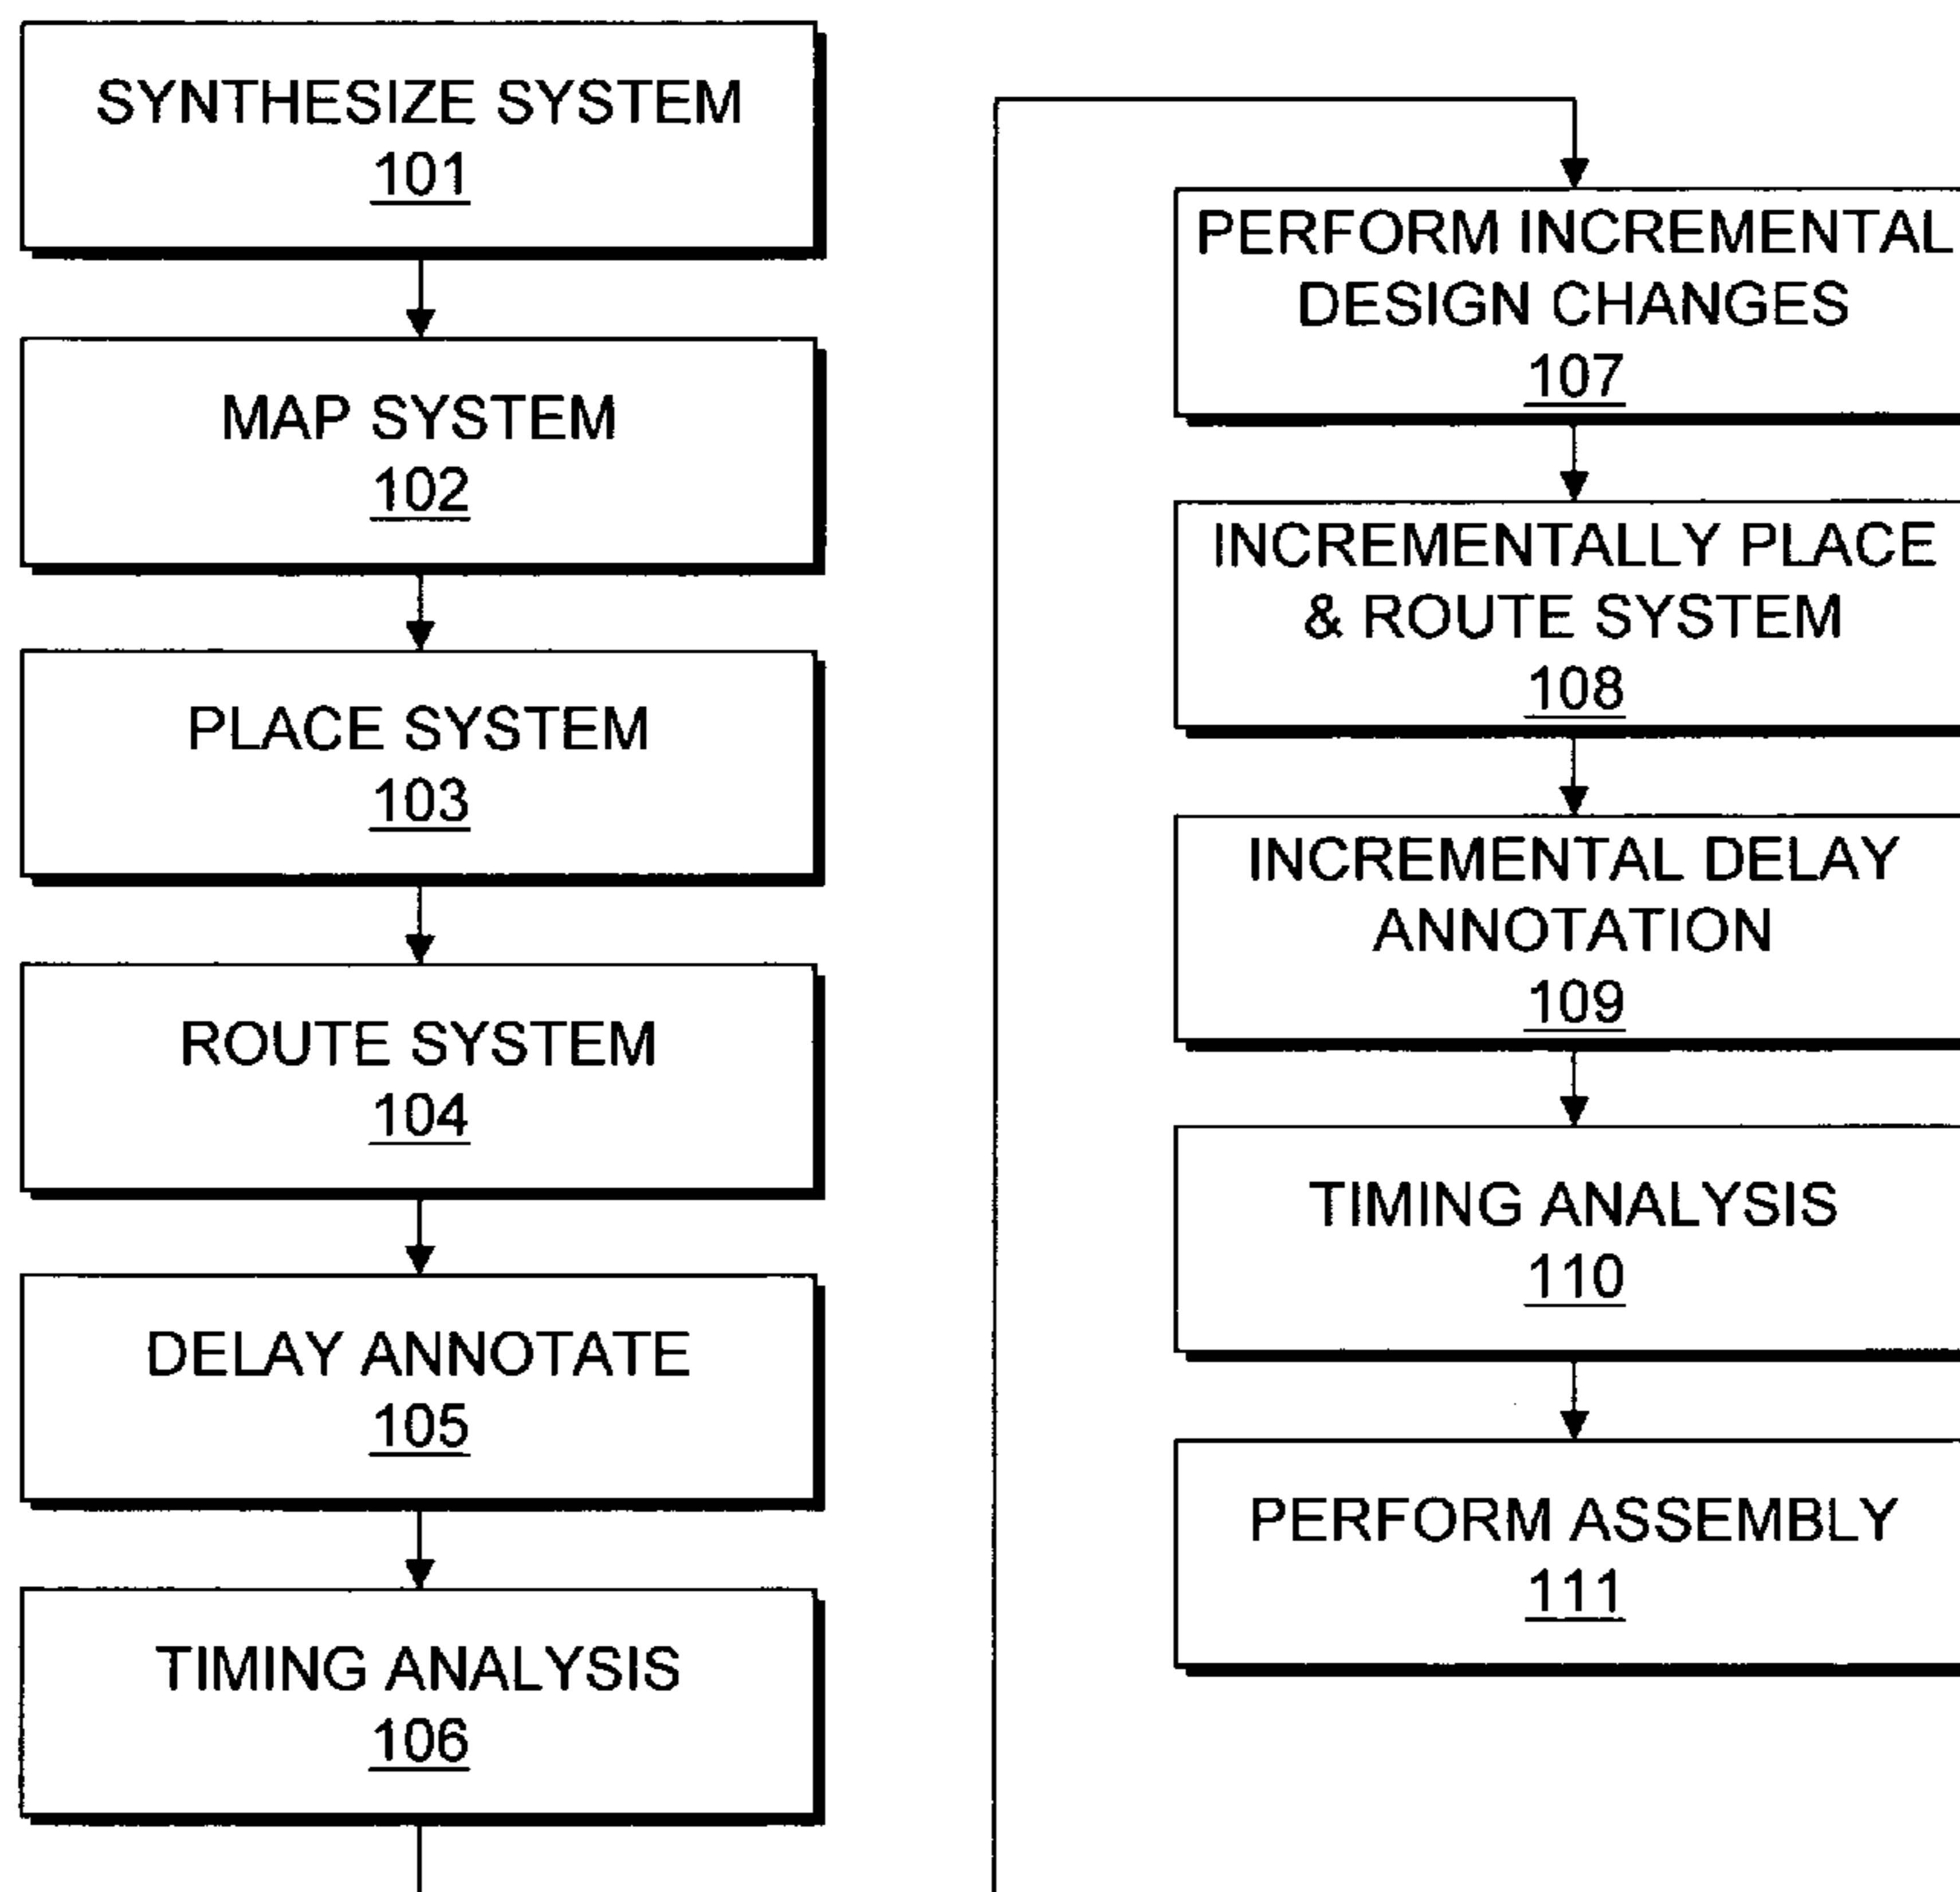 SYNTHESIZE SYSTEM
101
MAP SYSTEM
102
PLACE SYSTEM
103
ROUTE SYSTEM
104
DELAY ANNOTATE
105
TIMING ANALYSIS
106
PERFORM INCREMENTAL
DESIGN CHANGES
107
INCREMENTALLY PLACE
& ROUTE SYSTEM
108
INCREMENTAL DELAY
ANNOTATION
109
TIMING ANALYSIS
110
PERFORM ASSEMBLY
111